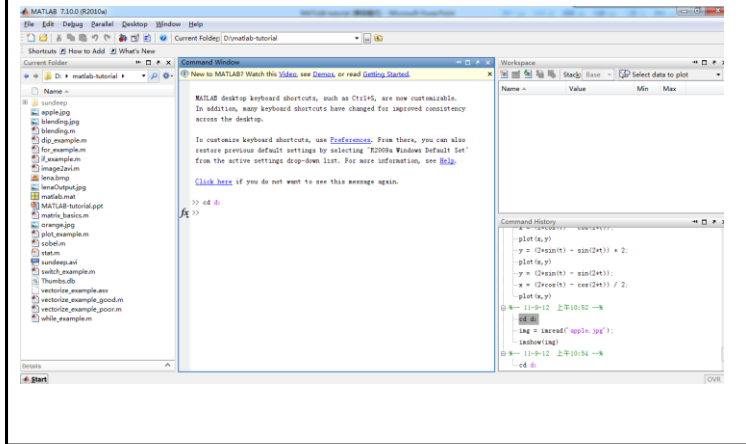 MATLAB 7.10.0 (R2010a)
File Edit Debug Parallel Desktop Window Help
Current Folder: D:\matlab-tutorial
Shortcuts How to Add What's New
Current Folder
D: ▸ matlab-tutorial ▸
Name
sundeep
apple.jpg
blending.jpg
blending.m
dip_example.m
for_example.m
if_example.m
image2avi.m
lena.bmp
lenaOutput.jpg
matlab.mat
MATLAB-tutorial.ppt
matrix_basics.m
orange.jpg
plot_example.m
sobel.m
stat.m
sundeep.avi
switch_example.m
Thumbs.db
vectorize_example.asv
vectorize_example_good.m
vectorize_example_poor.m
while_example.m
Details
Command Window
New to MATLAB? Watch this Video, see Demos, or read Getting Started.
MATLAB desktop keyboard shortcuts, such as Ctrl+S, are now customizable.
In addition, many keyboard shortcuts have changed for improved consistency
across the desktop.
To customize keyboard shortcuts, use Preferences. From there, you can also
restore previous default settings by selecting "R2009a Windows Default Set"
from the active settings drop-down list. For more information, see Help.
Click here if you do not want to see this message again.
>> cd d:
fx >>
Workspace
Stack: Base Select data to plot
Name Value Min Max
Command History
x = (2*cos(t) - cos(2*t));
plot(x,y)
y = (2*sin(t) - sin(2*t)) * 2;
plot(x,y)
y = (2*sin(t) - sin(2*t));
x = (2*cos(t) - cos(2*t)) / 2;
plot(x,y)
%-- 11-9-12 上午10:52 --%
cd d:
img = imread('apple.jpg');
imshow(img)
%-- 11-9-12 上午10:54 --%
cd d:
Start
OVR